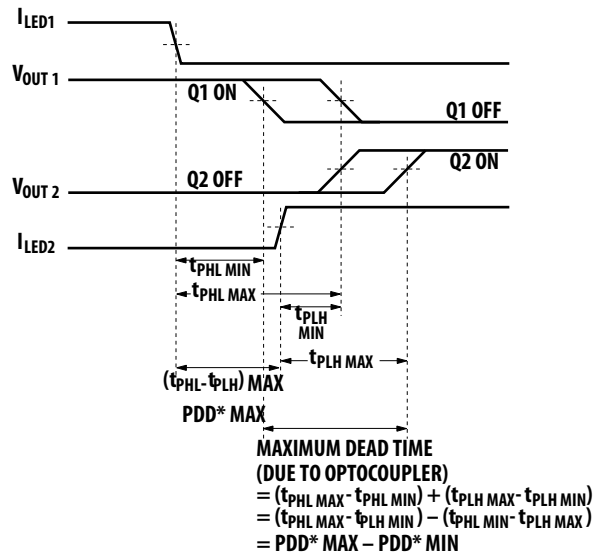 ILED1
VOUT 1
Q1 ON
Q1 OFF
Q2 OFF
Q2 ON
VOUT 2
ILED2
tPHL MIN
tPHL MAX
tPLH
MIN
tPLH MAX
(tPHL-tPLH) MAX
PDD* MAX
MAXIMUM DEAD TIME
(DUE TO OPTOCOUPLER)
= (tPHL MAX- tPHL MIN) + (tPLH MAX- tPLH MIN)
= (tPHL MAX- tPLH MIN) – (tPHL MIN- tPLH MAX)
= PDD* MAX – PDD* MIN